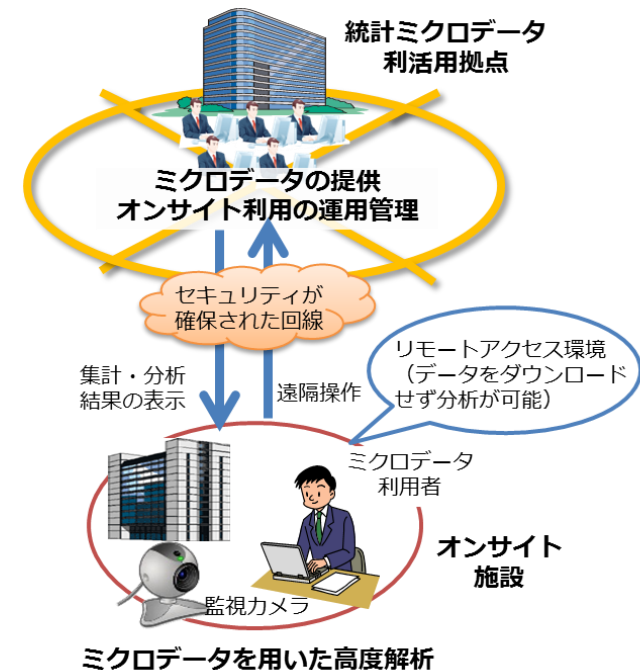 統計ミクロデータ
利活用拠点
ミクロデータの提供
オンサイト利用の運用管理
セキュリティが
確保された回線
集計・分析
結果の表示
遠隔操作
リモートアクセス環境
（データをダウンロード
せず分析が可能）
ミクロデータ
利用者
オンサイト
施設
監視カメラ
ミクロデータを用いた高度解析